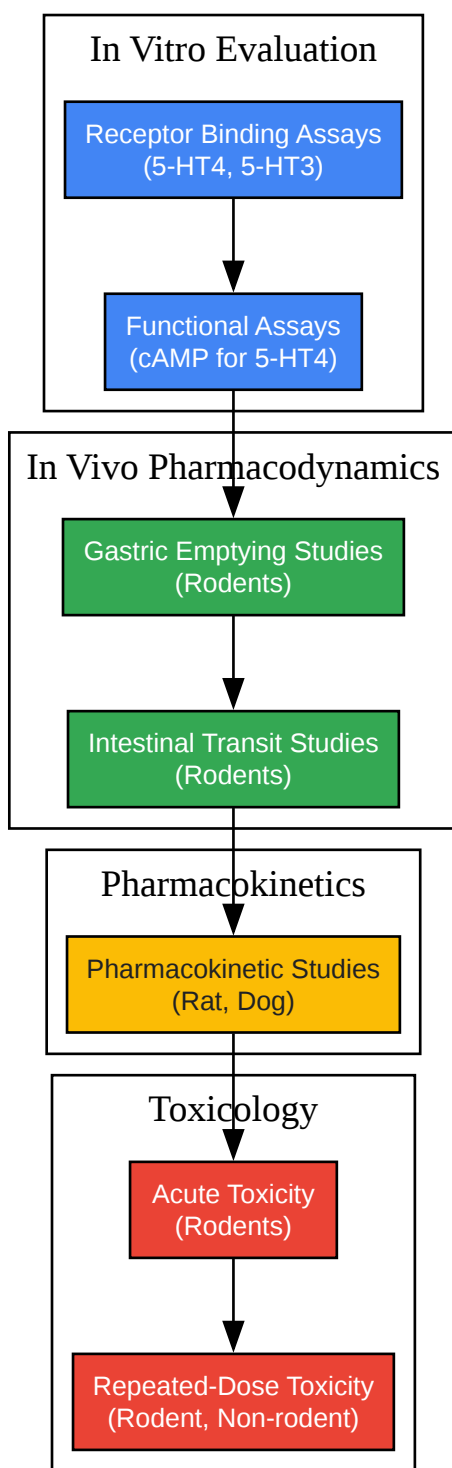 In Vitro Evaluation
Receptor Binding Assays
(5-HT4, 5-HT3)
Functional Assays
(cAMP for 5-HT4)
In Vivo Pharmacodynamics
Gastric Emptying Studies
(Rodents)
Intestinal Transit Studies
(Rodents)
Pharmacokinetics
Pharmacokinetic Studies
(Rat, Dog)
Toxicology
Acute Toxicity
(Rodents)
Repeated-Dose Toxicity
(Rodent, Non-rodent)